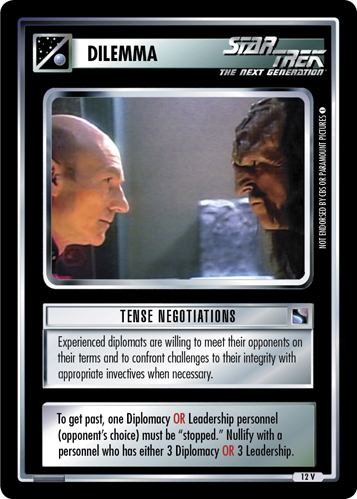 DILEMMA
STAR TREK
THE NEXT GENERATION
NOT ENDORSED BY CBS OR PARAMOUNT PICTURES
TENSE NEGOTIATIONS
Experienced diplomats are willing to meet their opponents on
their terms and to confront challenges to their integrity with
appropriate invectives when necessary.
To get past, one Diplomacy OR Leadership personnel
(opponent's choice) must be "stopped." Nullify with a
personnel who has either 3 Diplomacy OR 3 Leadership.
12 V